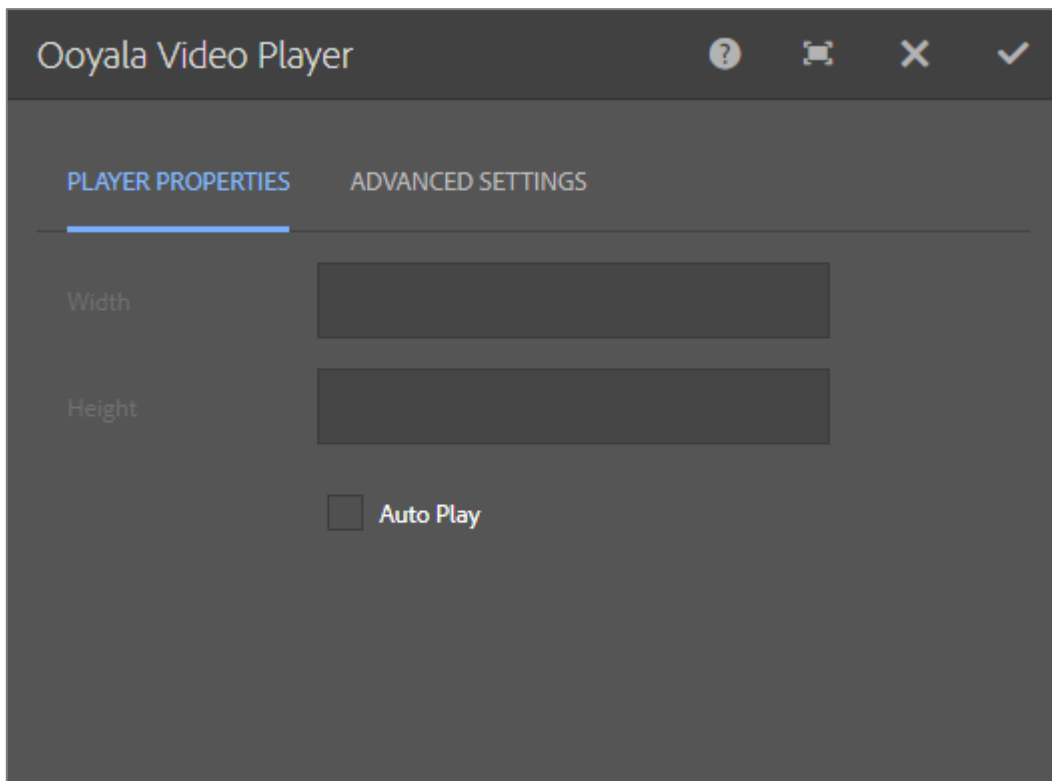 Ooyala Video Player
PLAYER PROPERTIES ADVANCED SETTINGS
Width
Height
Auto Play